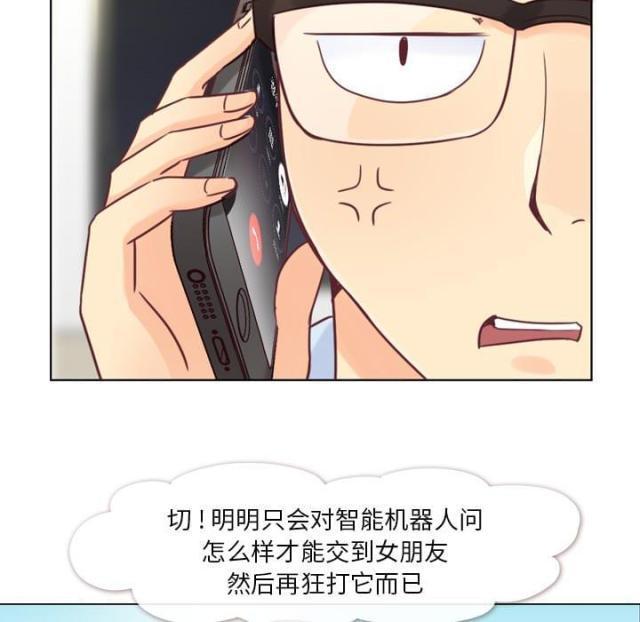 切！明明只会对智能机器人问
怎么样才能交到女朋友
然后再狂打它而已